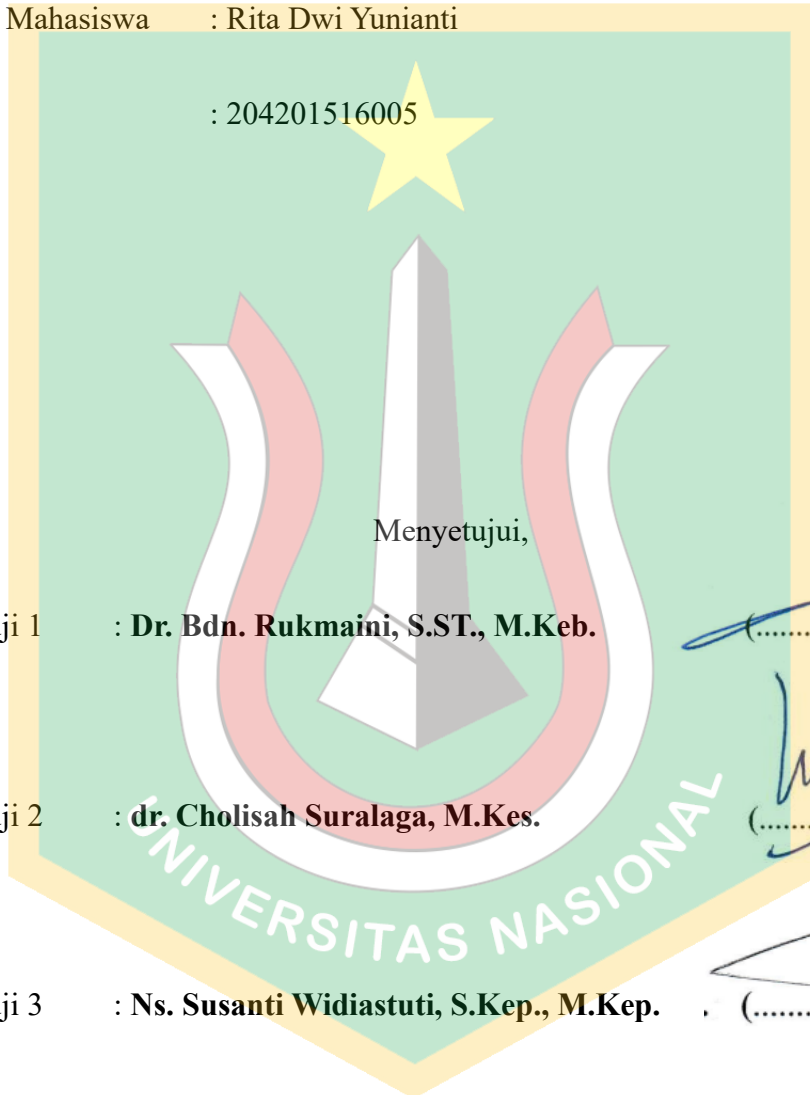 Mahasiswa : Rita Dwi Yunianti
: 204201516005
Menyetujui,
ji 1 : Dr. Bdn. Rukmaini, S.ST., M.Keb. (........
ji 2 : dr. Cholisah Suralaga, M.Kes. (........
UNIVERSITAS NASIONAL
ji 3 : Ns. Susanti Widiastuti, S.Kep., M.Kep. . (........